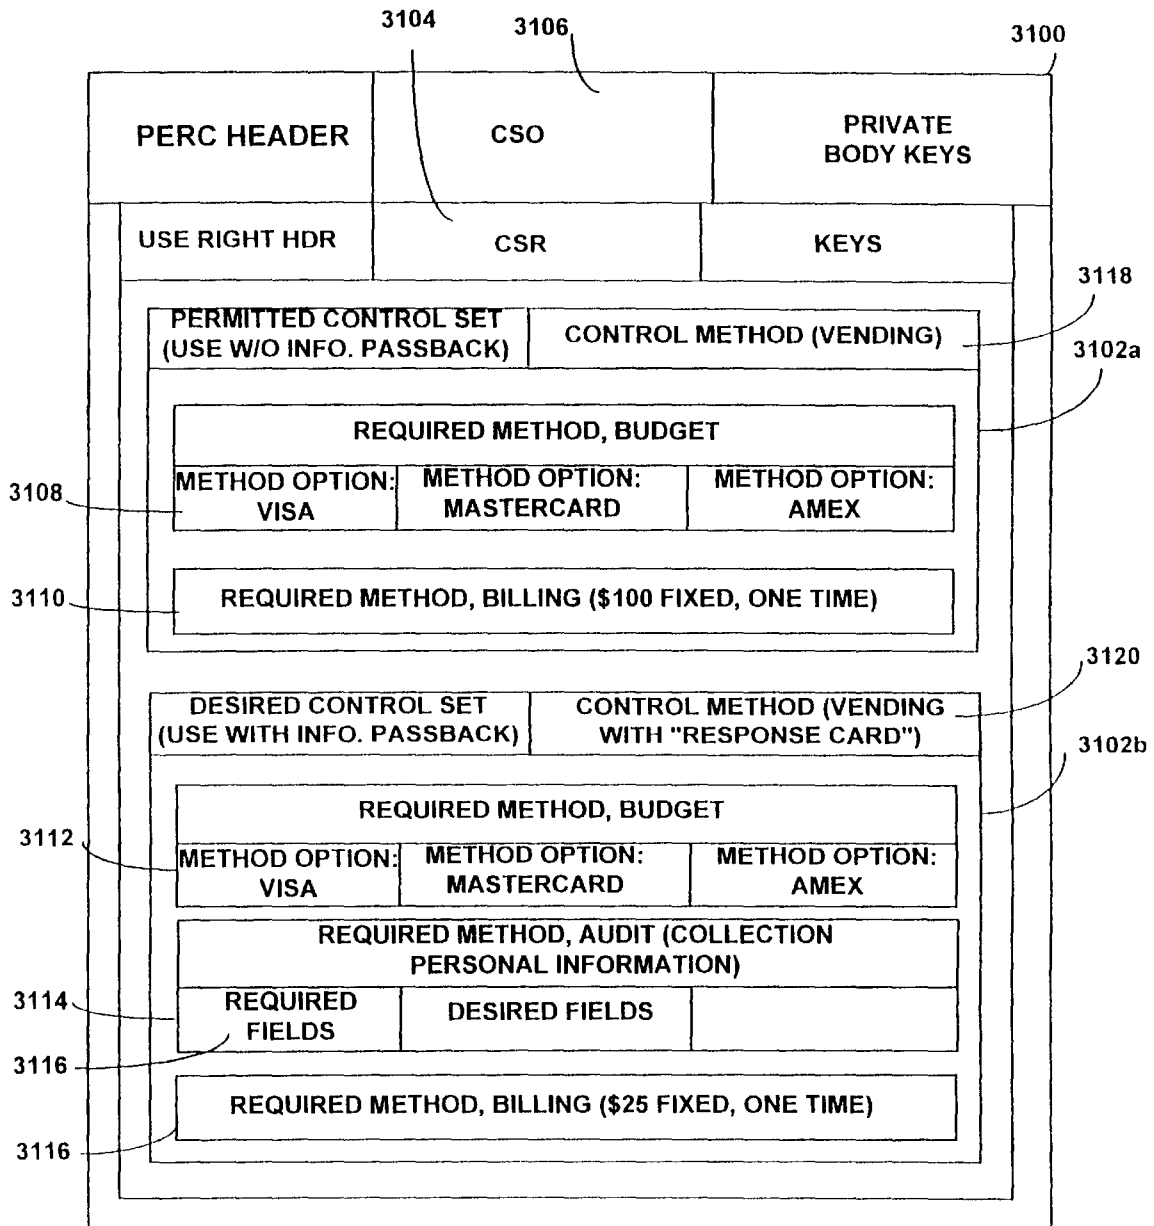 3104
3106
3100
PERC HEADER
CSO
PRIVATE
BODY KEYS
USE RIGHT HDR
CSR
KEYS
3118
PERMITTED CONTROL SET
(USE W/O INFO. PASSBACK)
CONTROL METHOD (VENDING)
3102a
REQUIRED METHOD, BUDGET
3108
METHOD OPTION:
VISA
METHOD OPTION:
MASTERCARD
METHOD OPTION:
AMEX
3110
REQUIRED METHOD, BILLING ($100 FIXED, ONE TIME)
3120
DESIRED CONTROL SET
(USE WITH INFO. PASSBACK)
CONTROL METHOD (VENDING
WITH "RESPONSE CARD")
3102b
REQUIRED METHOD, BUDGET
3112
METHOD OPTION:
VISA
METHOD OPTION:
MASTERCARD
METHOD OPTION:
AMEX
REQUIRED METHOD, AUDIT (COLLECTION
PERSONAL INFORMATION)
3114
REQUIRED
FIELDS
DESIRED FIELDS
3116
REQUIRED METHOD, BILLING ($25 FIXED, ONE TIME)
3116